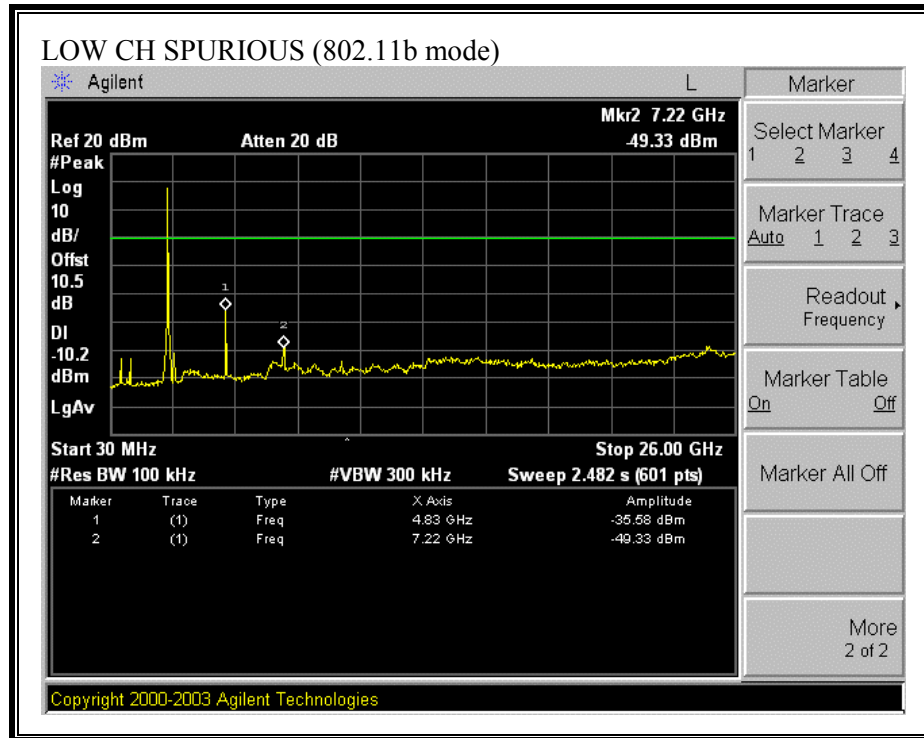 LOW CH SPURIOUS (802.11b mode)
Agilent L
Mkr2 7.22 GHz
Ref 20 dBm Atten 20 dB -49.33 dBm
#Peak
Log
10
dB/
Offst
10.5
dB
DI
-10.2
dBm
LgAv
1
2
Start 30 MHz Stop 26.00 GHz
#Res BW 100 kHz #VBW 300 kHz Sweep 2.482 s (601 pts)
Marker Trace Type X Axis Amplitude
1 (1) Freq 4.83 GHz -35.58 dBm
2 (1) Freq 7.22 GHz -49.33 dBm
Copyright 2000-2003 Agilent Technologies
Marker
Select Marker
1 2 3 4
Marker Trace
Auto 1 2 3
Readout
Frequency
Marker Table
On Off
Marker All Off
More
2 of 2